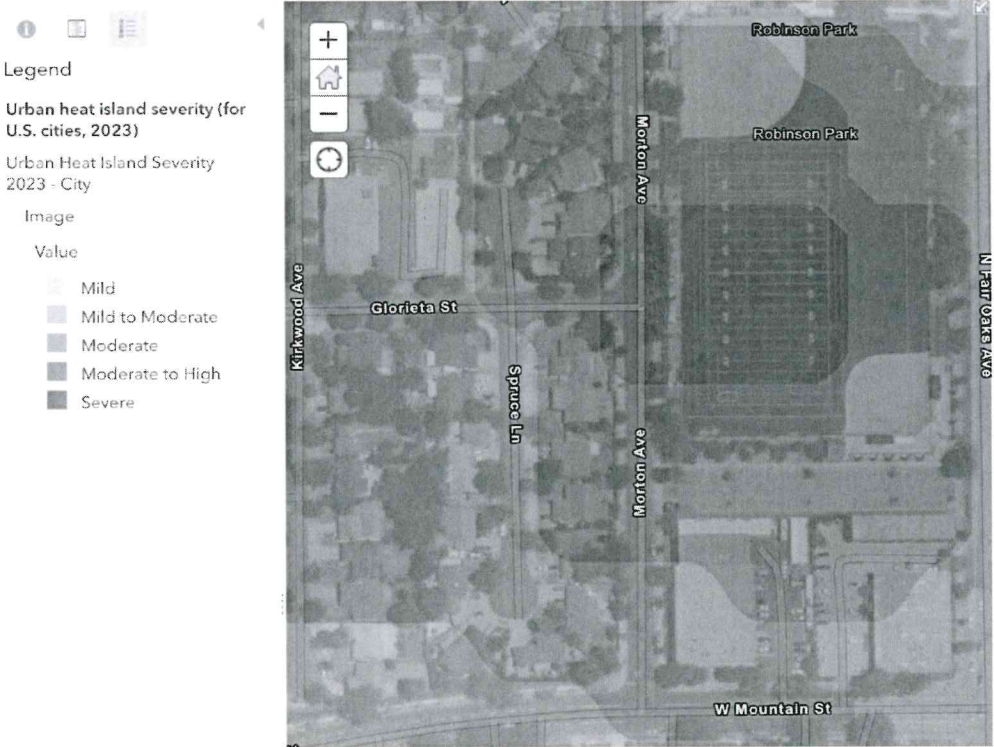 Legend
Urban heat island severity (for
U.S. cities, 2023)
Urban Heat Island Severity
2023 - City
Image
Value
Mild
Mild to Moderate
Moderate
Moderate to High
Severe
Robinson Park
Robinson Park
Morton Ave
Kirkwood Ave
Glorieta St
N Fair Oaks Ave
Spruce Ln
Morton Ave
W Mountain St